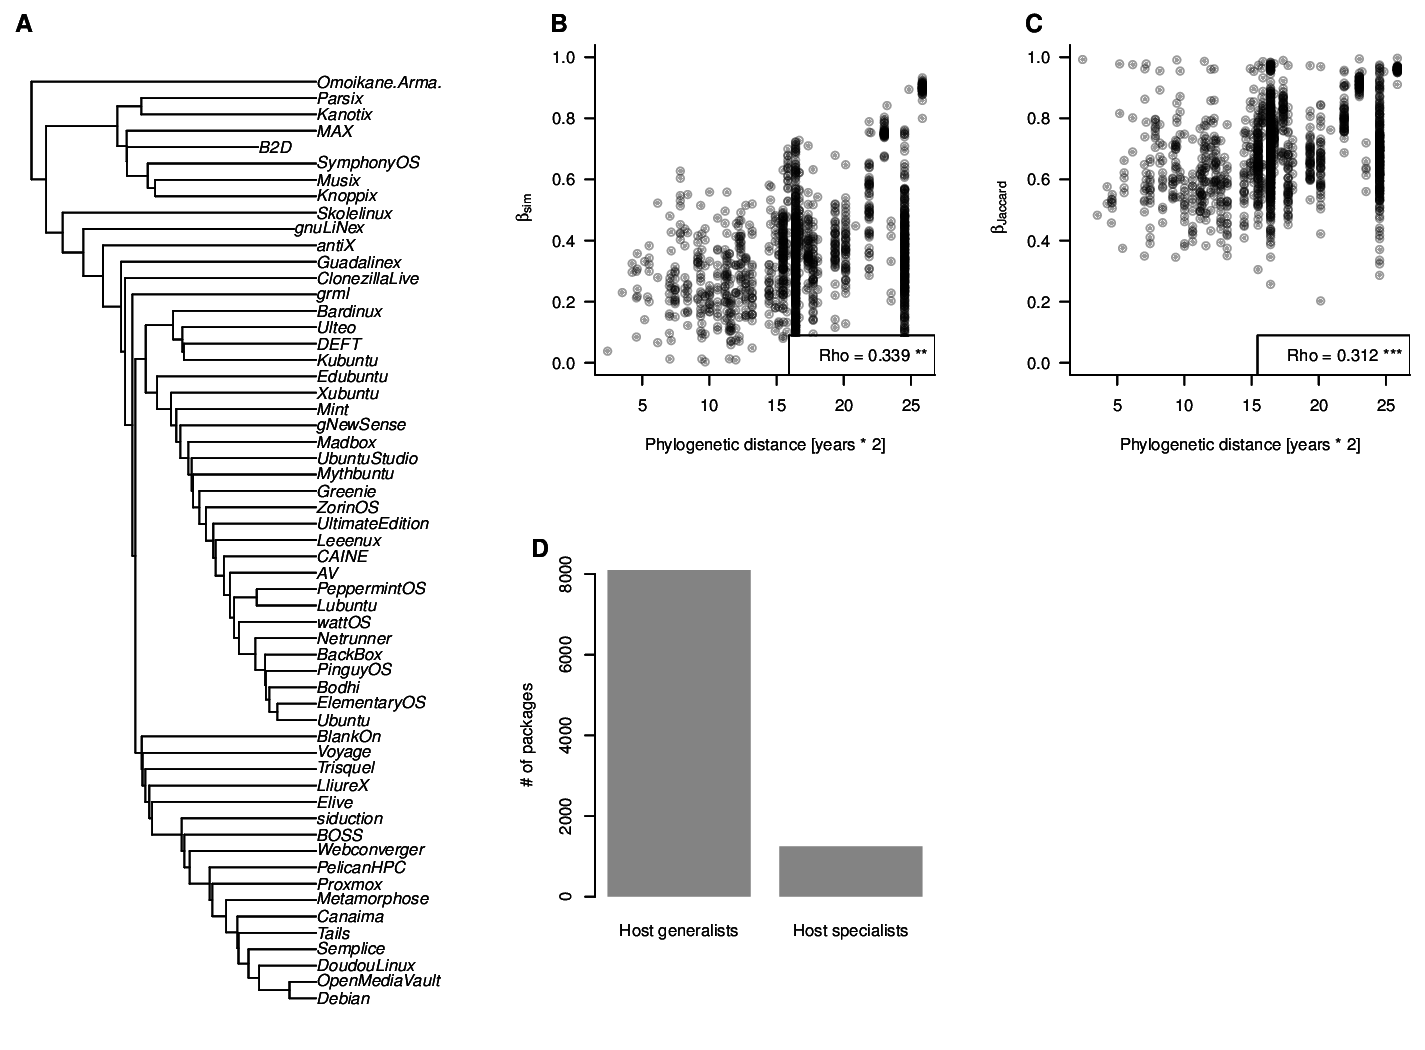 A
Omoikane.Arma.
Parsix
Kanotix
MAX
B2D
SymphonyOS
Musix
Knoppix
Skolelinux
gnuLiNex
antiX
Guadalinex
ClonezillaLive
grml
Bardinux
Ulteo
DEFT
Kubuntu
Edubuntu
Xubuntu
Mint
gNewSense
Madbox
UbuntuStudio
Mythbuntu
Greenie
ZorinOS
UltimateEdition
Leeenux
CAINE
AV
PeppermintOS
Lubuntu
wattOS
Netrunner
BackBox
PinguyOS
Bodhi
ElementaryOS
Ubuntu
BlankOn
Voyage
Trisquel
LliureX
Elive
siduction
BOSS
Webconverger
PelicanHPC
Proxmox
Metamorphose
Canaima
Tails
Semplice
DoudouLinux
OpenMediaVault
Debian
B
βsim
1.0
0.8
0.6
0.4
0.2
0.0
Rho = 0.339 **
5 10 15 20 25
Phylogenetic distance [years * 2]
C
βJaccard
1.0
0.8
0.6
0.4
0.2
0.0
Rho = 0.312 ***
5 10 15 20 25
Phylogenetic distance [years * 2]
D
# of packages
8000
6000
4000
2000
0
Host generalists Host specialists